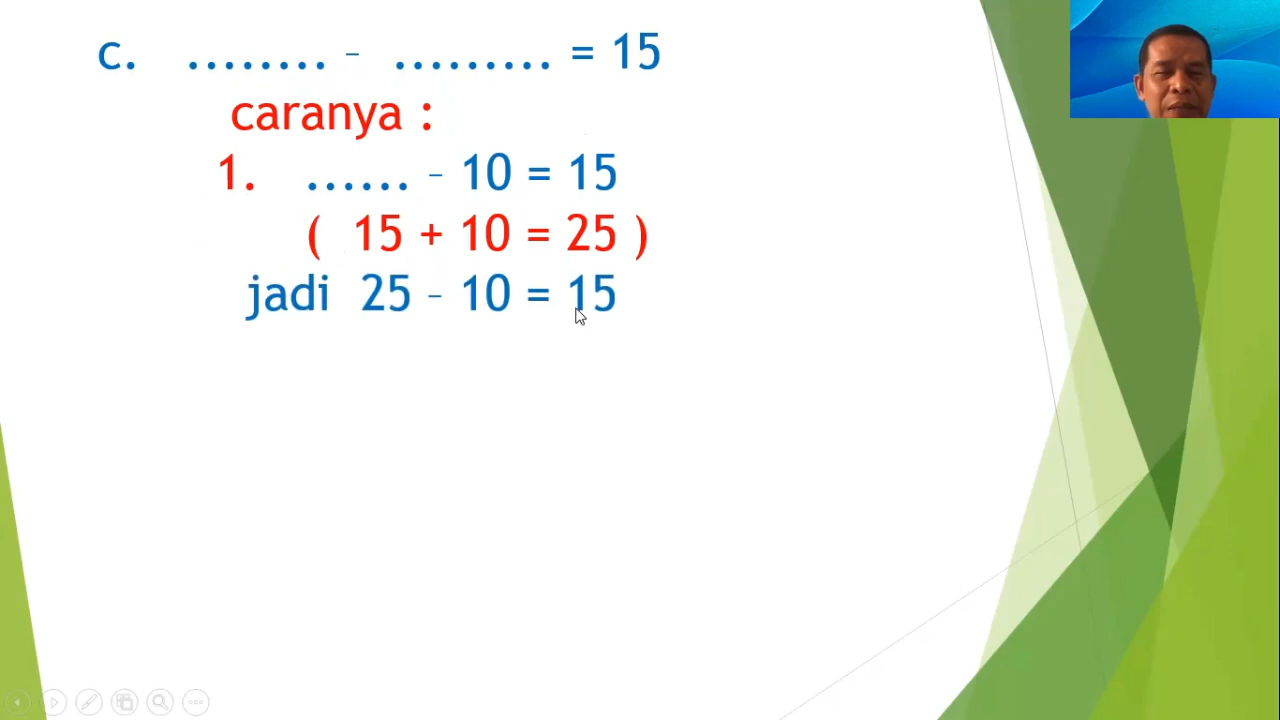 c. ........ - ......... = 15
caranya :
1. ...... - 10 = 15
( 15 + 10 = 25 )
jadi 25 - 10 = 15